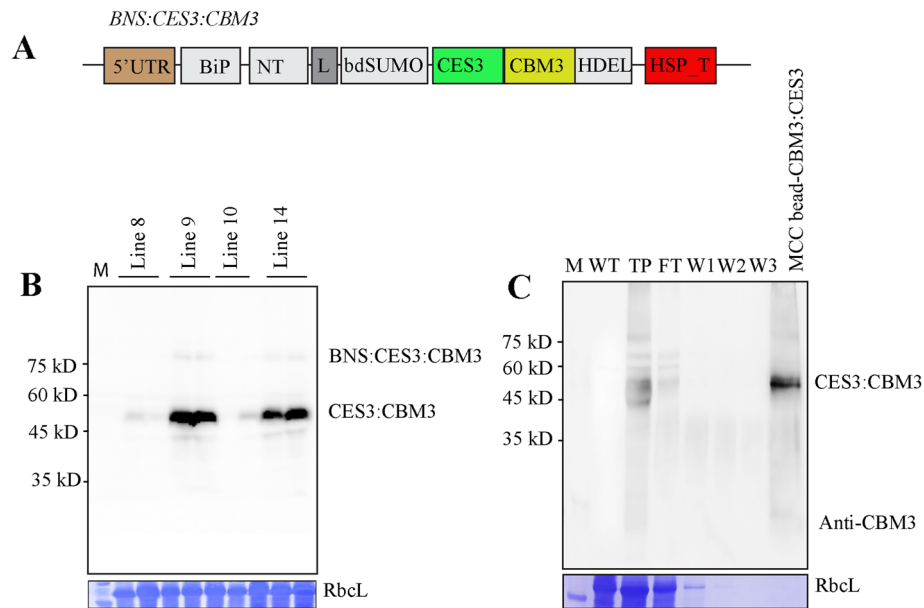 BNS:CES3:CBM3
A
5'UTR BiP NT L bdSUMO CES3 CBM3 HDEL HSP_T
B
M Line 8 Line 9 Line 10 Line 14
75 kD
60 kD
45 kD
35 kD
BNS:CES3:CBM3
CES3:CBM3
RbcL
C
M WT TP FT W1 W2 W3 MCC bead-CBM3:CES3
75 kD
60 kD
45 kD
35 kD
CES3:CBM3
Anti-CBM3
RbcL